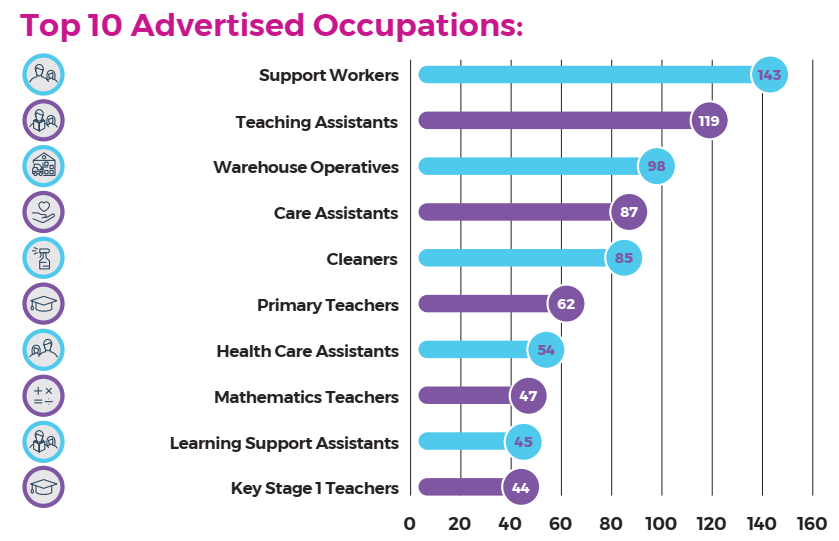 Top 10 Advertised Occupations:
Support Workers 143
Teaching Assistants 119
Warehouse Operatives 98
Care Assistants 87
Cleaners 85
Primary Teachers 62
Health Care Assistants 54
Mathematics Teachers 47
Learning Support Assistants 45
Key Stage 1 Teachers 44
0 20 40 60 80 100 120 140 160